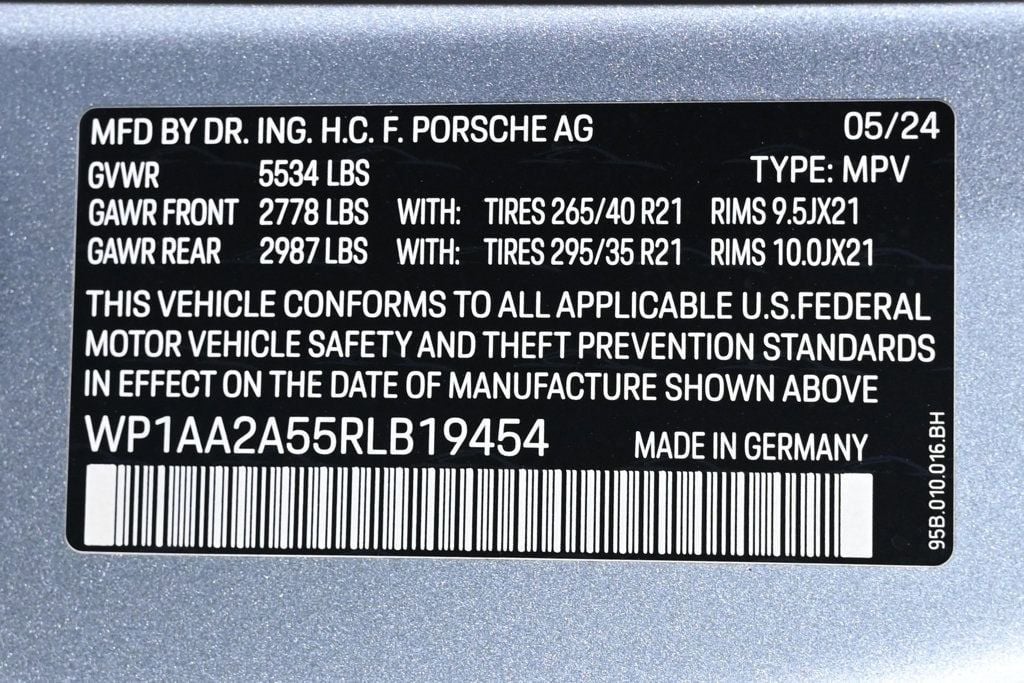 MFD BY DR. ING. H.C. F. PORSCHE AG 05/24
GVWR 5534 LBS TYPE: MPV
GAWR FRONT 2778 LBS WITH: TIRES 265/40 R21 RIMS 9.5JX21
GAWR REAR 2987 LBS WITH: TIRES 295/35 R21 RIMS 10.0JX21
THIS VEHICLE CONFORMS TO ALL APPLICABLE U.S.FEDERAL
MOTOR VEHICLE SAFETY AND THEFT PREVENTION STANDARDS
IN EFFECT ON THE DATE OF MANUFACTURE SHOWN ABOVE
WP1AA2A55RLB19454 MADE IN GERMANY
95B.010.016.BH